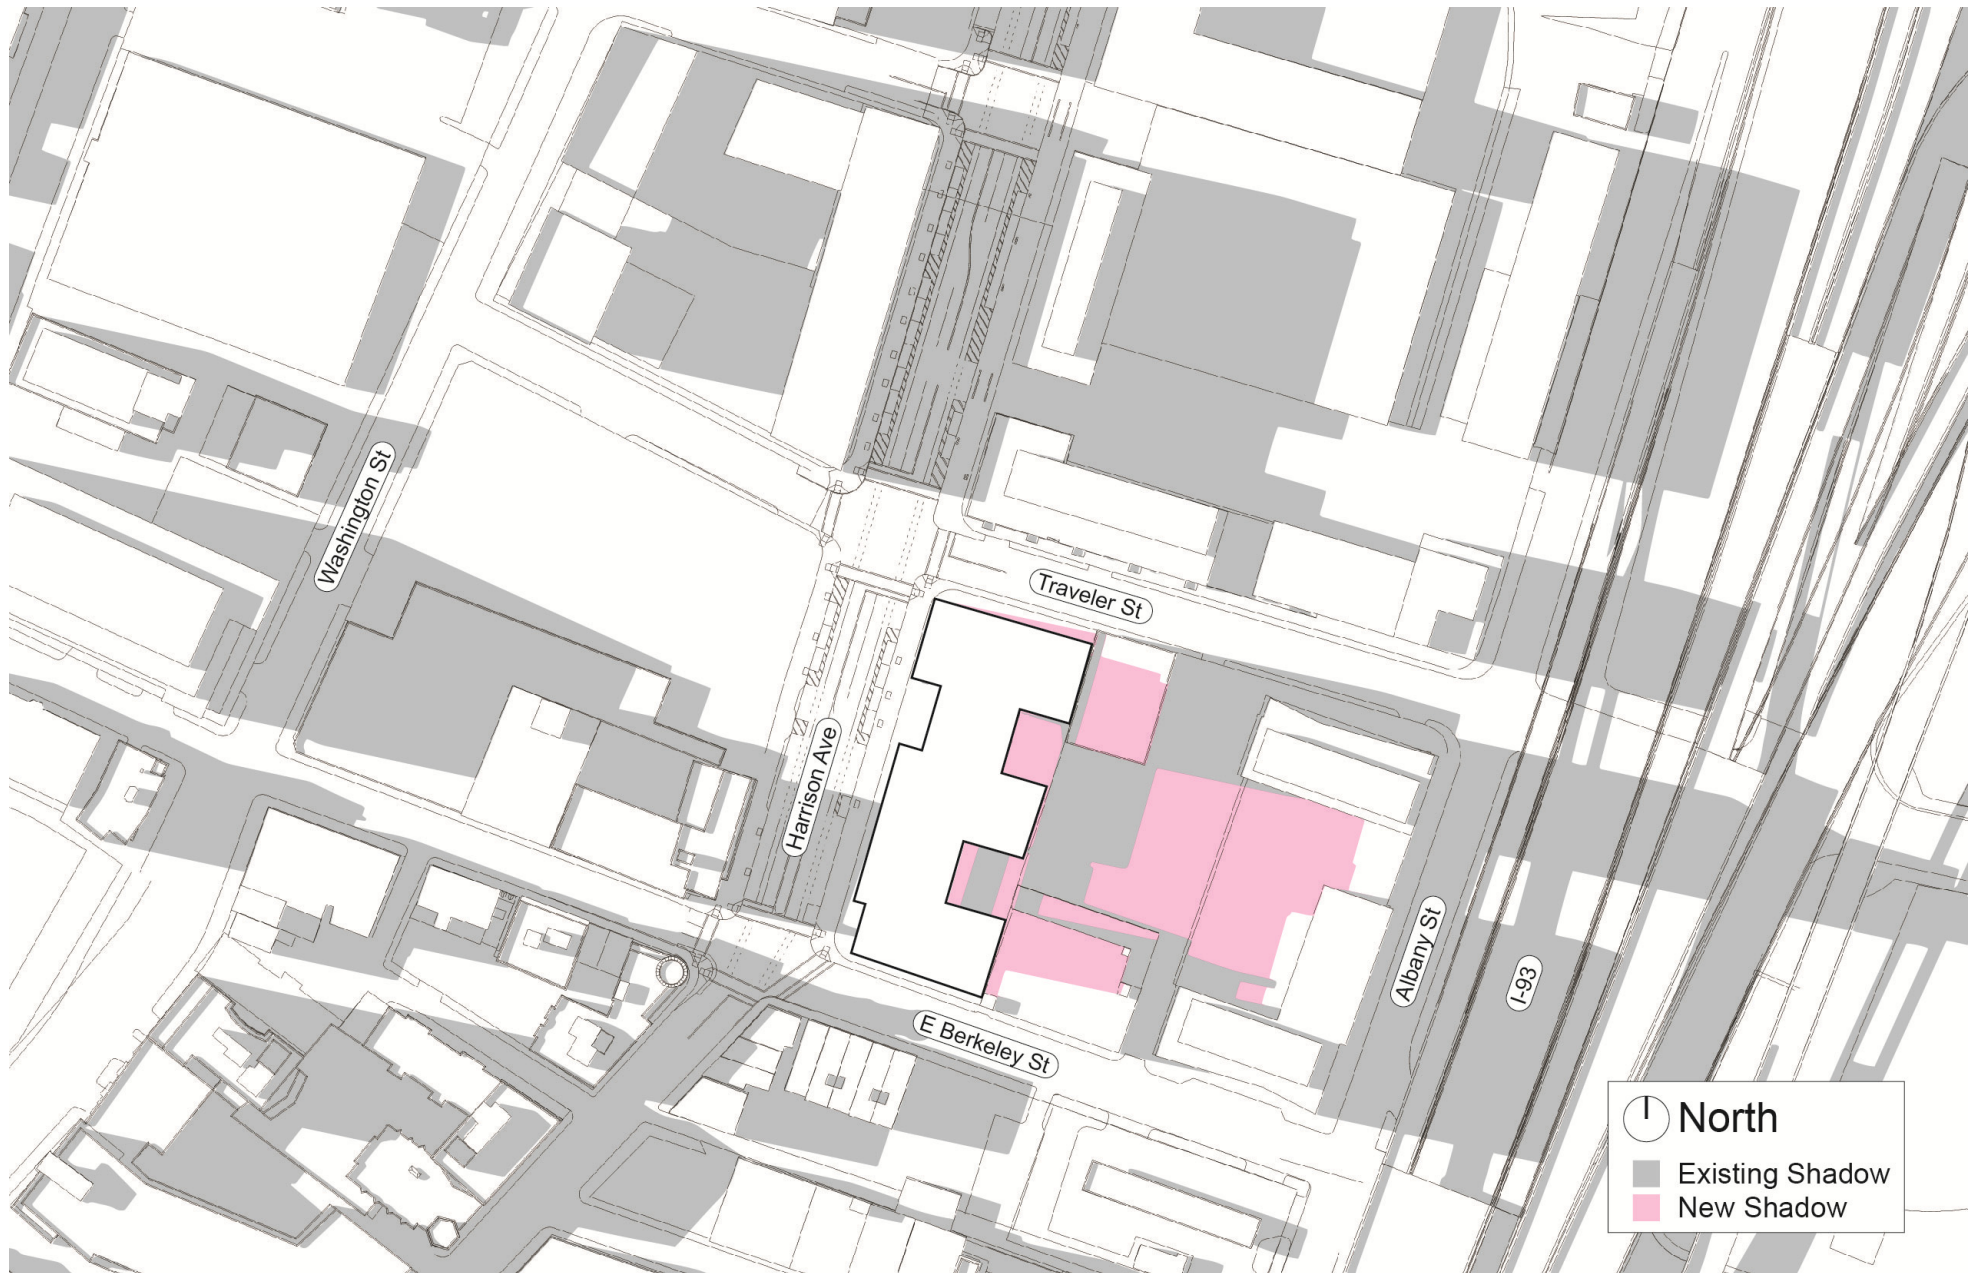 Washington St
Traveler St
Harrison Ave
Albany St
I-93
E Berkeley St
North
Existing Shadow
New Shadow